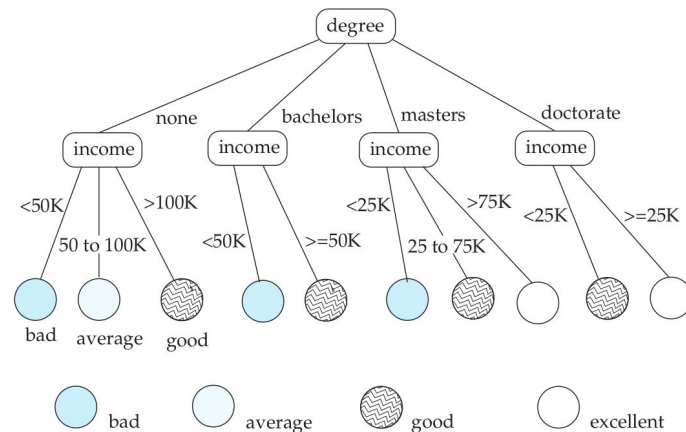 degree
none
bachelors
masters
doctorate
income
income
income
income
<50K
50 to 100K
>100K
<50K
>=50K
<25K
25 to 75K
>75K
<25K
>=25K
bad
average
good
bad
average
good
excellent